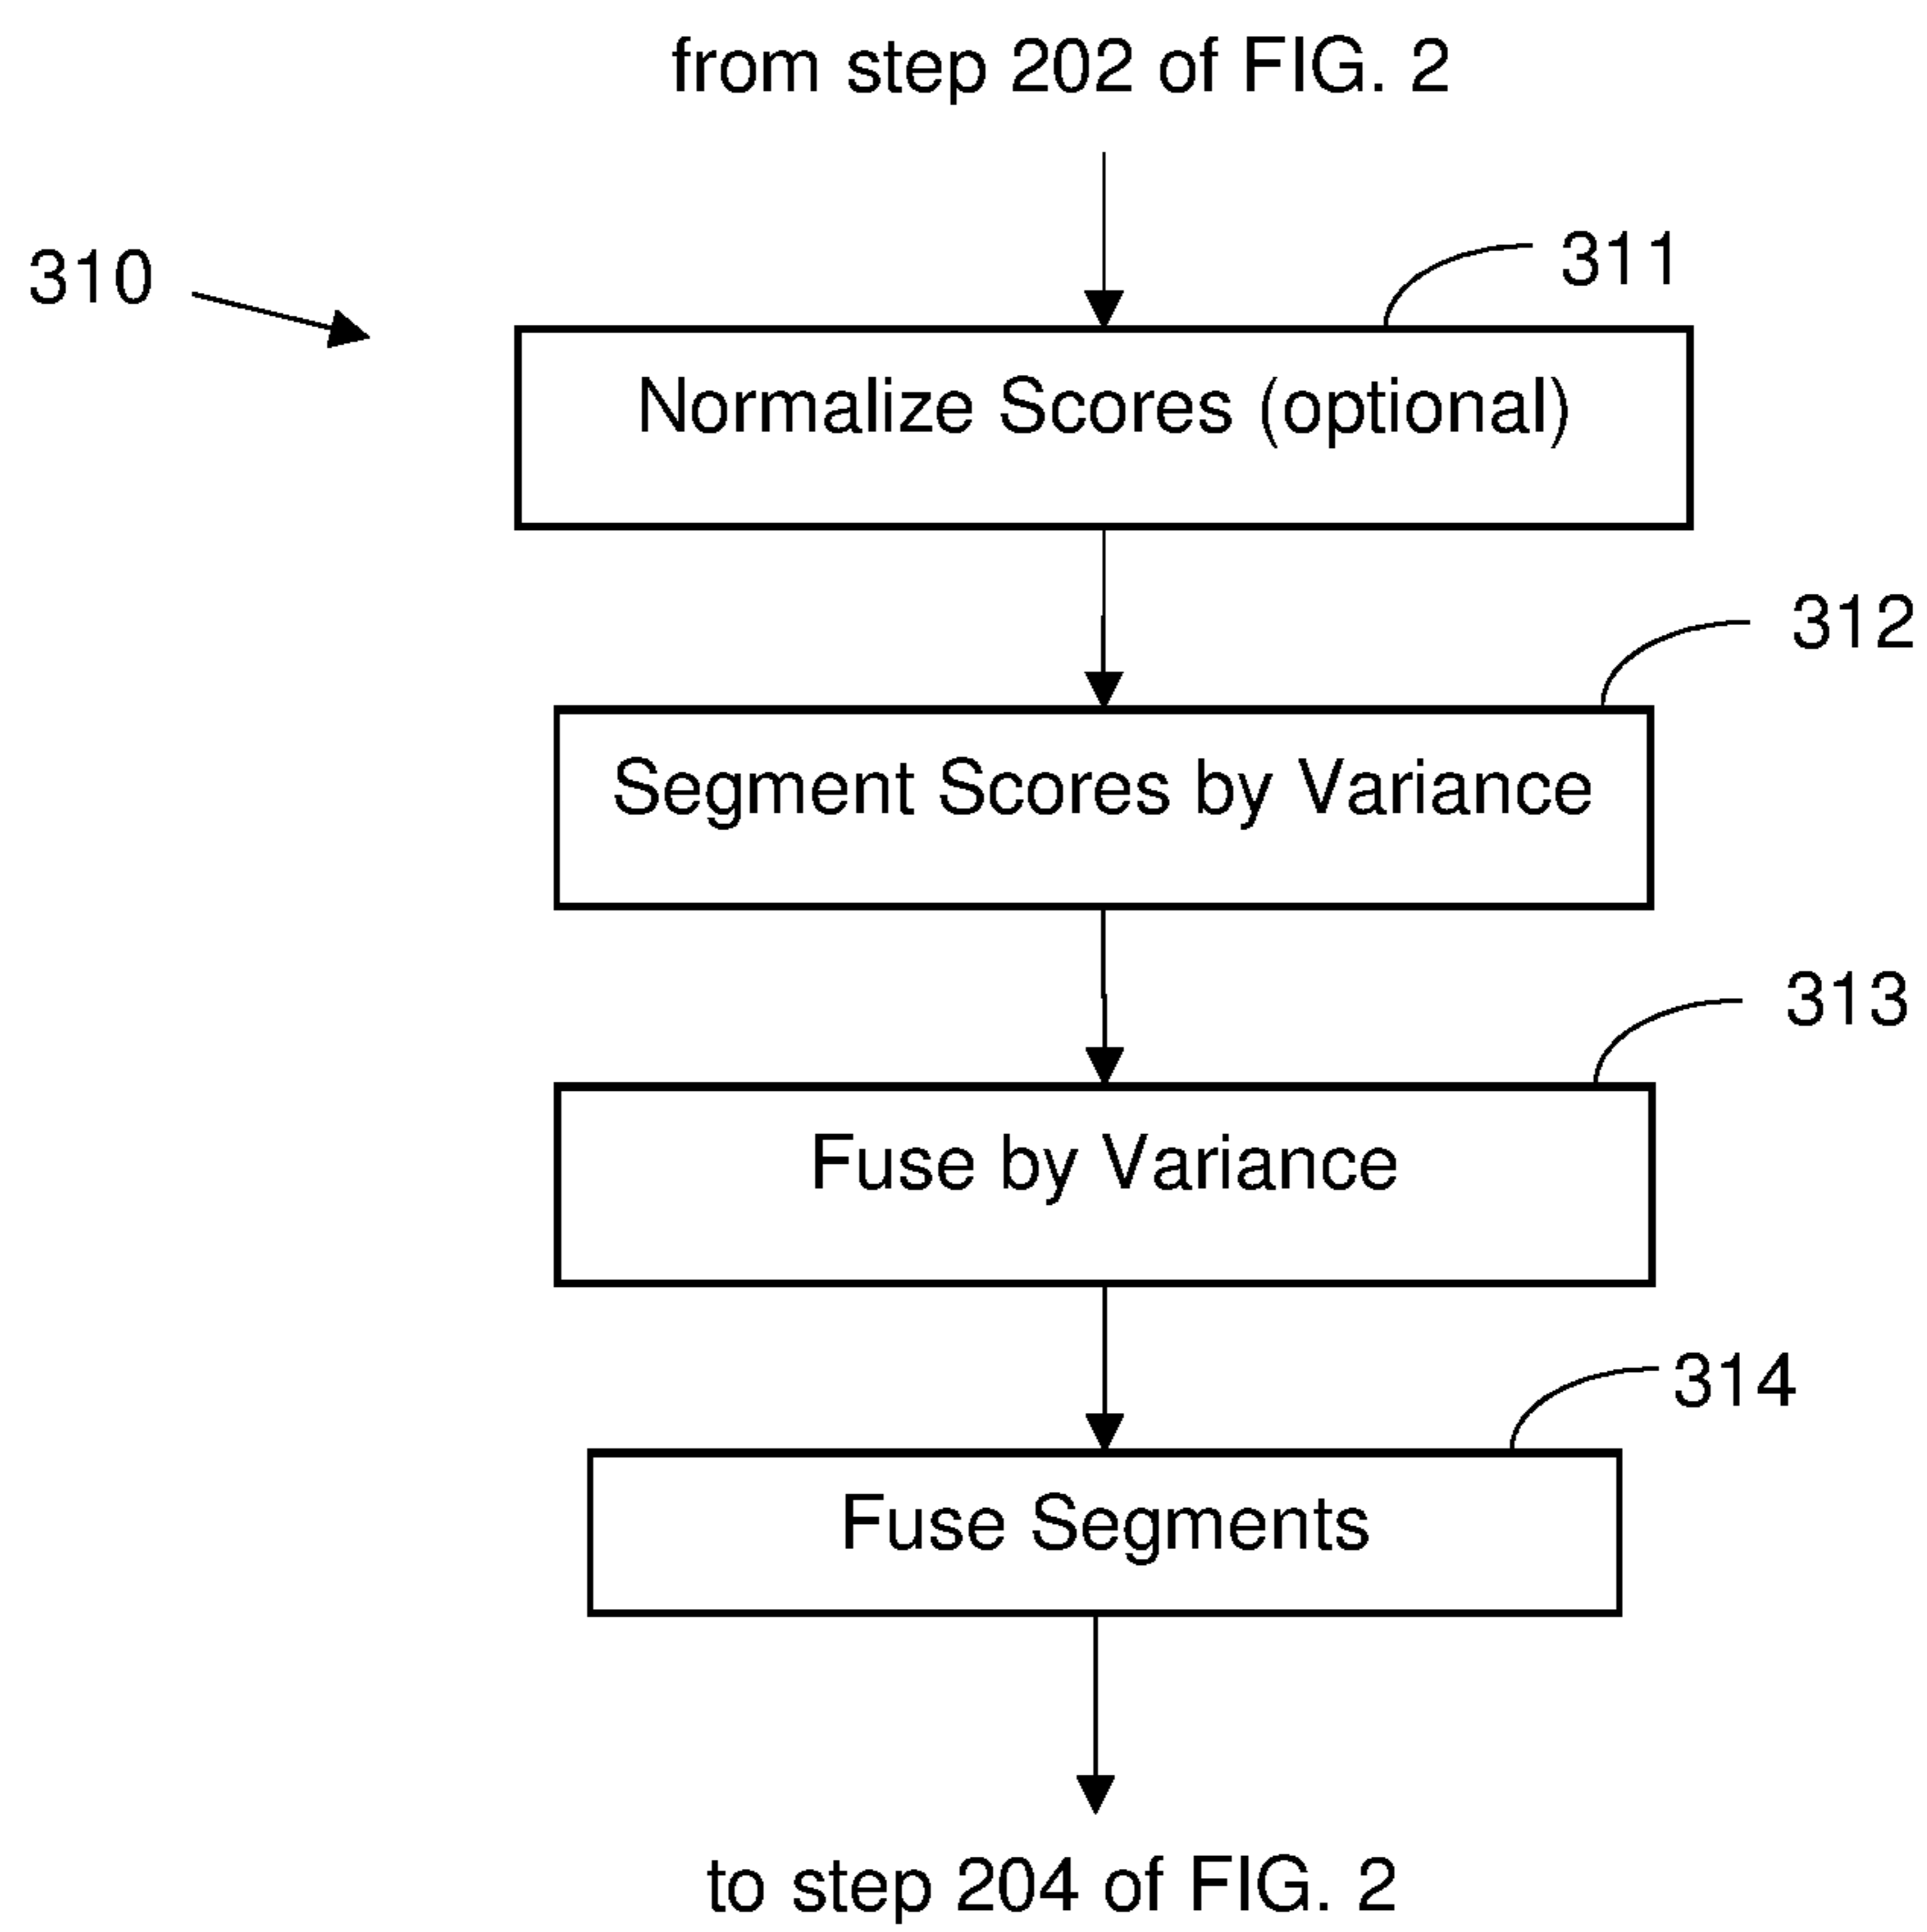 from step 202 of FIG. 2
310
311
Normalize Scores (optional)
312
Segment Scores by Variance
313
Fuse by Variance
314
Fuse Segments
to step 204 of FIG. 2